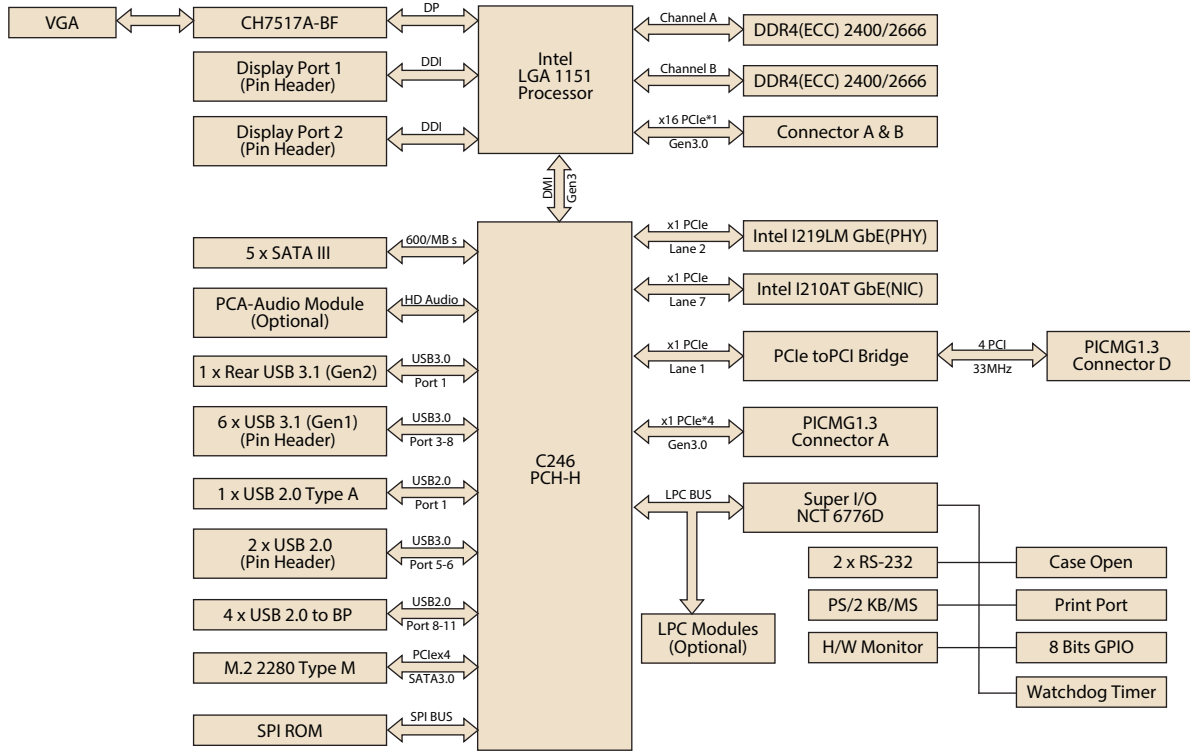 VGA
CH7517A-BF
DP
Intel
LGA 1151
Processor
Channel A
DDR4(ECC) 2400/2666
Display Port 1
(Pin Header)
DDI
Channel B
DDR4(ECC) 2400/2666
Display Port 2
(Pin Header)
DDI
x16 PCIe*1
Gen3.0
Connector A & B
DMI
Gen3
C246
PCH-H
5 x SATA III
600/MB s
PCA-Audio Module
(Optional)
HD Audio
1 x Rear USB 3.1 (Gen2)
USB3.0
Port 1
6 x USB 3.1 (Gen1)
(Pin Header)
USB3.0
Port 3-8
1 x USB 2.0 Type A
USB2.0
Port 1
2 x USB 2.0
(Pin Header)
USB3.0
Port 5-6
4 x USB 2.0 to BP
USB2.0
Port 8-11
M.2 2280 Type M
PCIex4
SATA3.0
SPI ROM
SPI BUS
x1 PCIe
Lane 2
Intel I219LM GbE(PHY)
x1 PCIe
Lane 7
Intel I210AT GbE(NIC)
x1 PCIe
Lane 1
PCIe toPCI Bridge
4 PCI
33MHz
PICMG1.3
Connector D
x1 PCIe*4
Gen3.0
PICMG1.3
Connector A
LPC BUS
Super I/O
NCT 6776D
LPC Modules
(Optional)
2 x RS-232
Case Open
PS/2 KB/MS
Print Port
H/W Monitor
8 Bits GPIO
Watchdog Timer